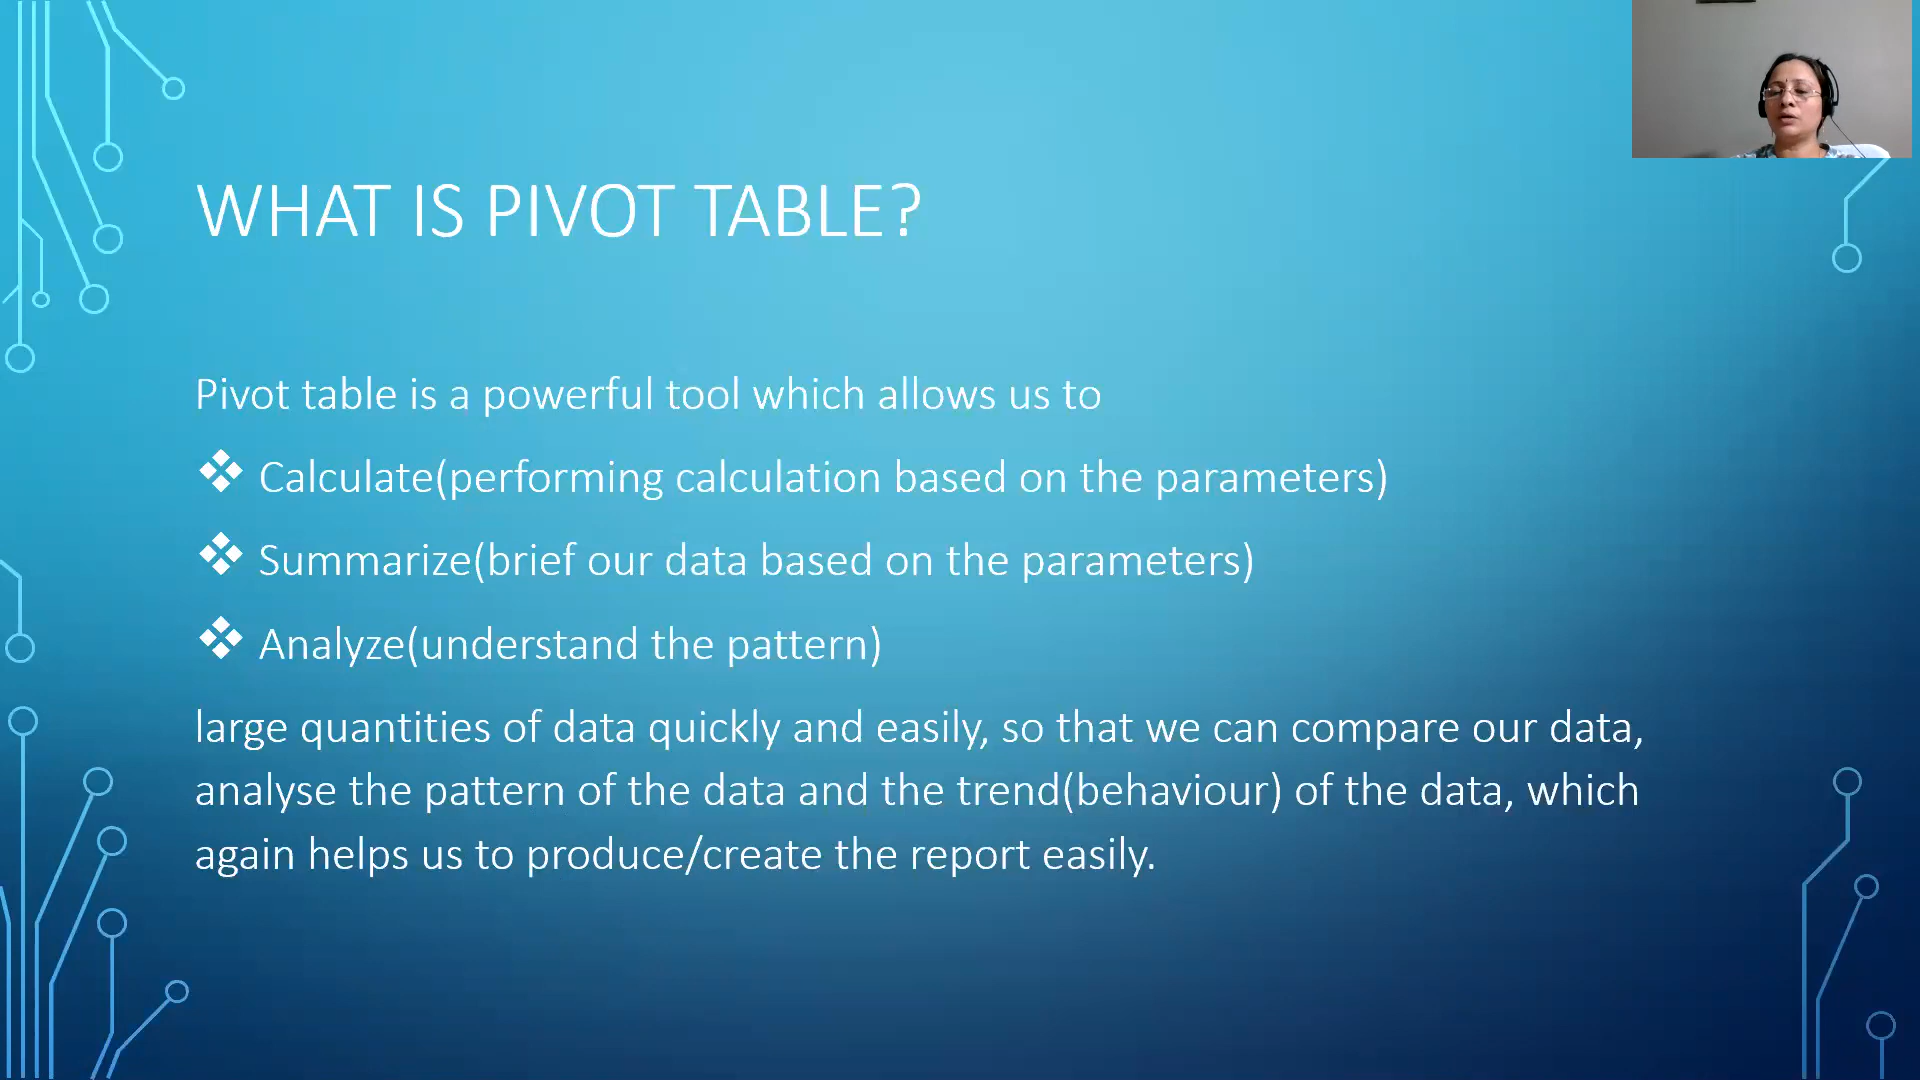 WHAT IS PIVOT TABLE?
Pivot table is a powerful tool which allows us to
❖ Calculate(performing calculation based on the parameters)
❖ Summarize(brief our data based on the parameters)
❖ Analyze(understand the pattern)
large quantities of data quickly and easily, so that we can compare our data,
analyse the pattern of the data and the trend(behaviour) of the data, which
again helps us to produce/create the report easily.